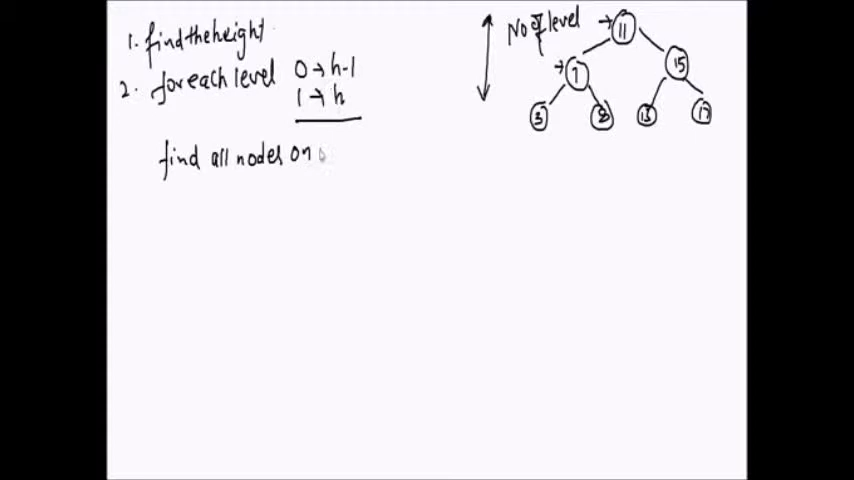 1. find the height
2. for each level 0 → h-1
1 → h
find all nodes on
No of level
11
7 15
3 8 13 17